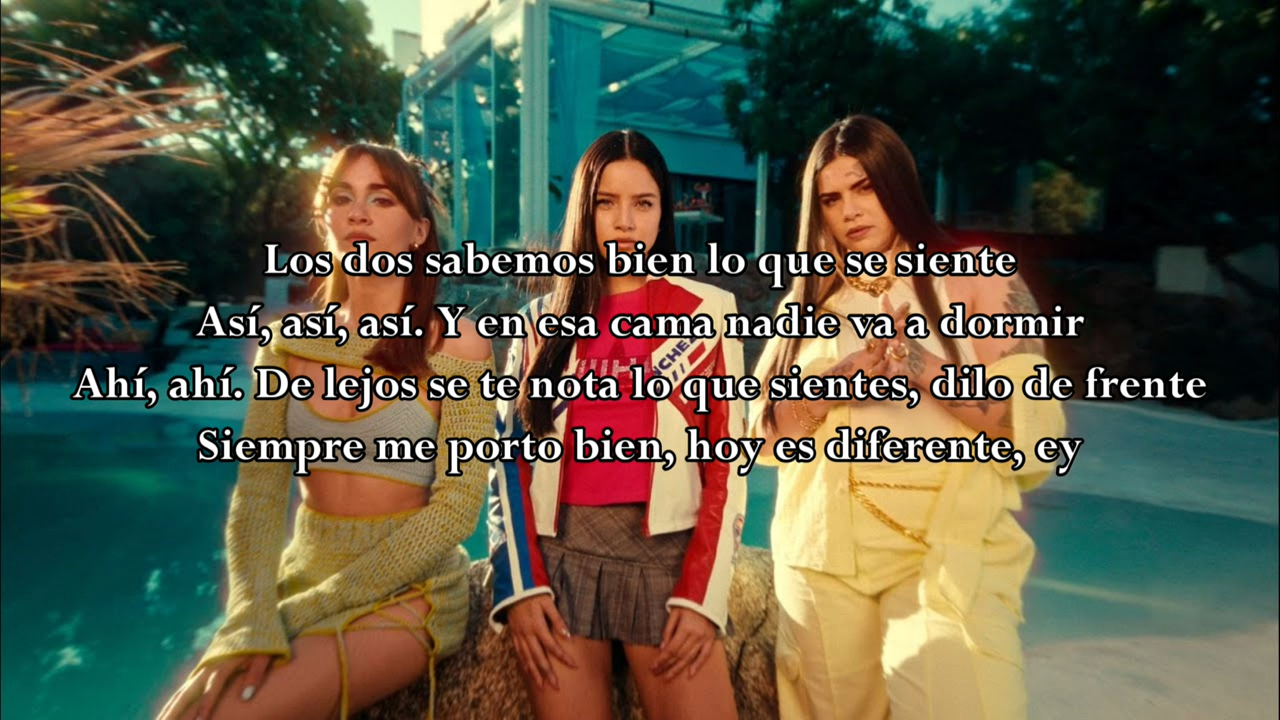 Los dos sabemos bien lo que se siente
Así, así, así. Y en esa cama nadie va a dormir
Ahí, ahí. De lejos se te nota lo que sientes, dilo de frente
Siempre me porto bien, hoy es diferente, ey